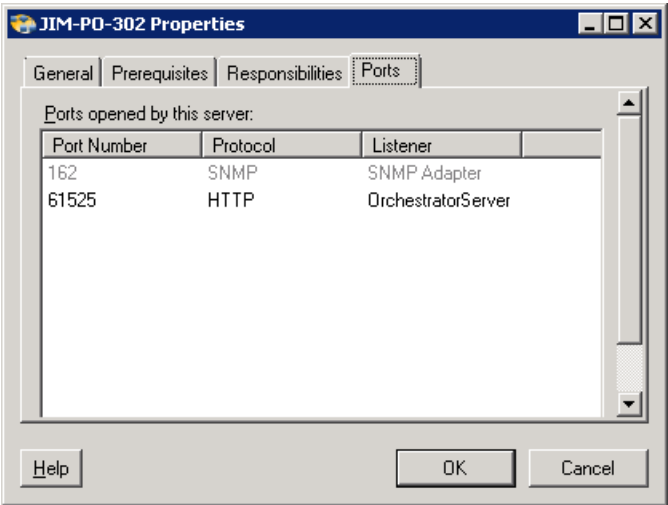 JIM-PO-302 Properties
General Prerequisites Responsibilities Ports
Ports opened by this server:
Port Number Protocol Listener
162 SNMP SNMP Adapter
61525 HTTP OrchestratorServer
Help OK Cancel